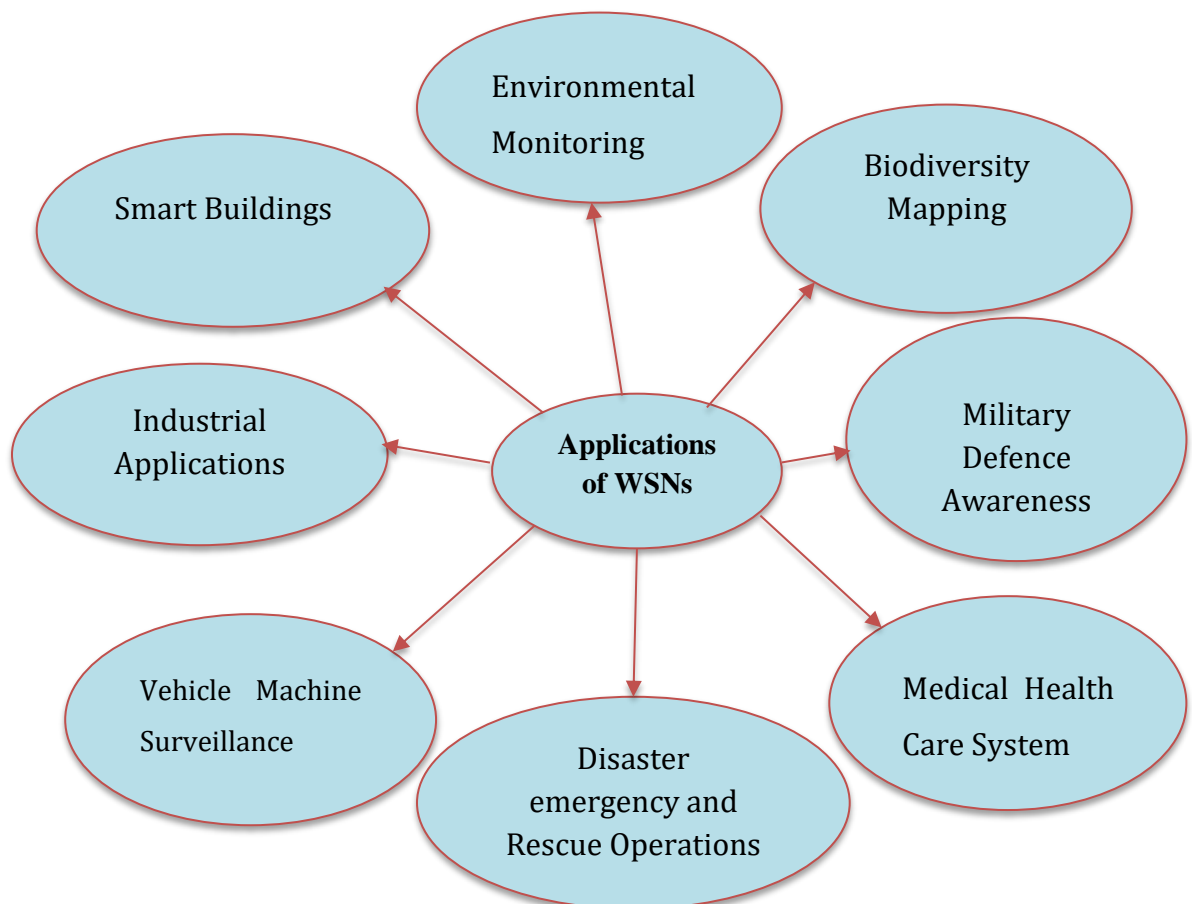 Environmental
Monitoring
Biodiversity
Mapping
Smart Buildings
Industrial
Applications
Applications
of WSNs
Military
Defence
Awareness
Vehicle Machine
Surveillance
Medical Health
Care System
Disaster
emergency and
Rescue Operations